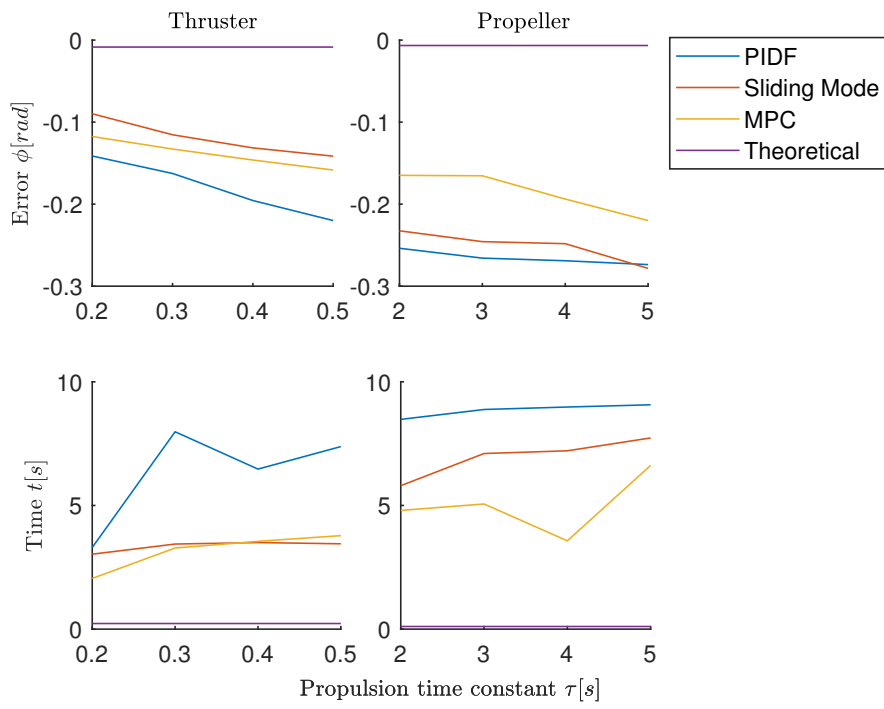 Thruster
Propeller
0
-0.1
-0.2
-0.3
Error ϕ[rad]
0.2 0.3 0.4 0.5
0
-0.1
-0.2
-0.3
2 3 4 5
PIDF
Sliding Mode
MPC
Theoretical
10
5
0
Time t[s]
0.2 0.3 0.4 0.5
10
5
0
2 3 4 5
Propulsion time constant τ[s]